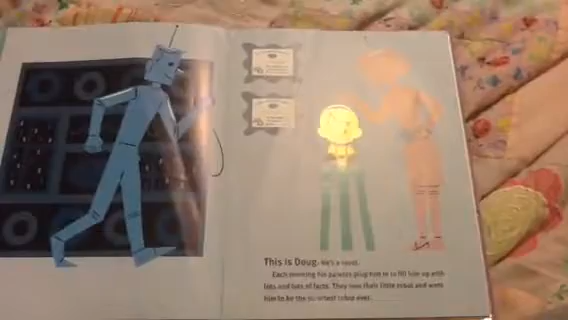 This is Doug. He's a robot.
Each morning his parents plug him in to fill him up with
lots and lots of facts. They love their little robot and want
him to be the smartest robot ever.